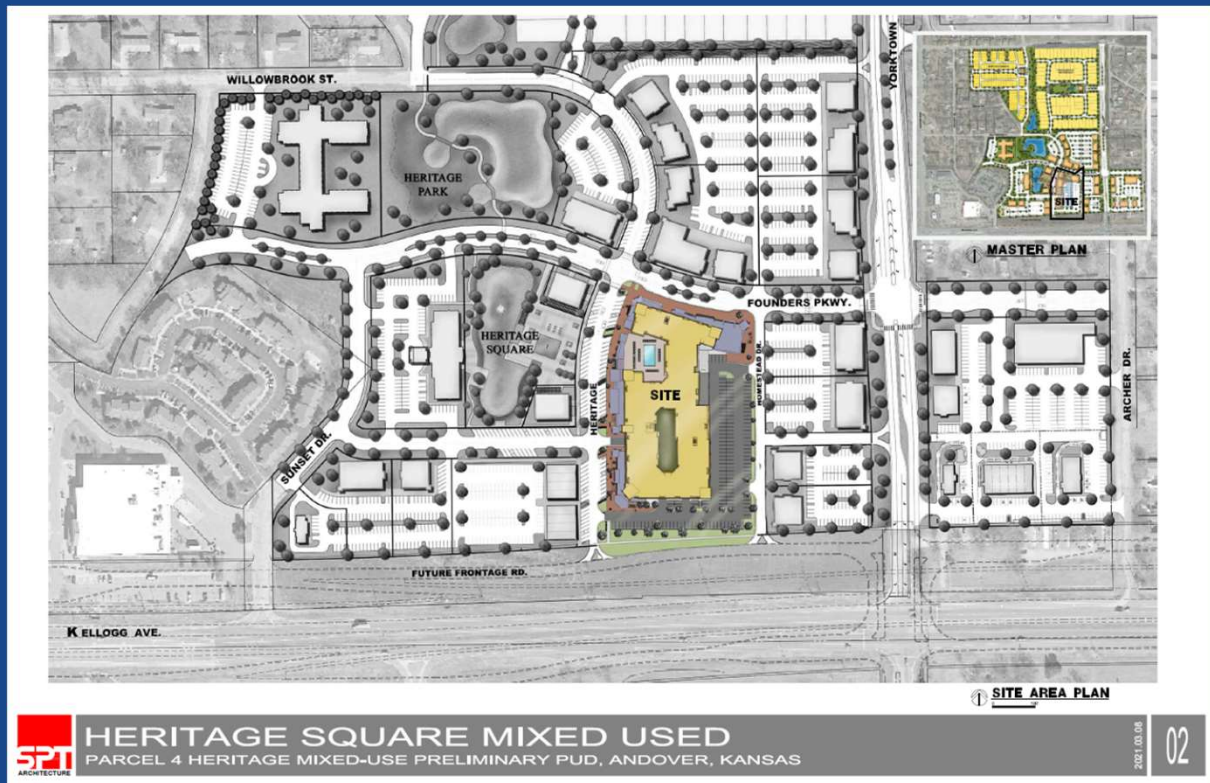 WILLOWBROOK ST.
YORKTOWN
HERITAGE
PARK
SITE
MASTER PLAN
FOUNDERS PKWY.
HERITAGE
SQUARE
HOMESTEAD DR.
ARCHER DR.
SITE
HERITAGE
SUNSET DR.
FUTURE FRONTAGE RD.
KELLOGG AVE.
SITE AREA PLAN
SPT
ARCHITECTURE
HERITAGE SQUARE MIXED USED
PARCEL 4 HERITAGE MIXED-USE PRELIMINARY PUD, ANDOVER, KANSAS
2021.03.08
02